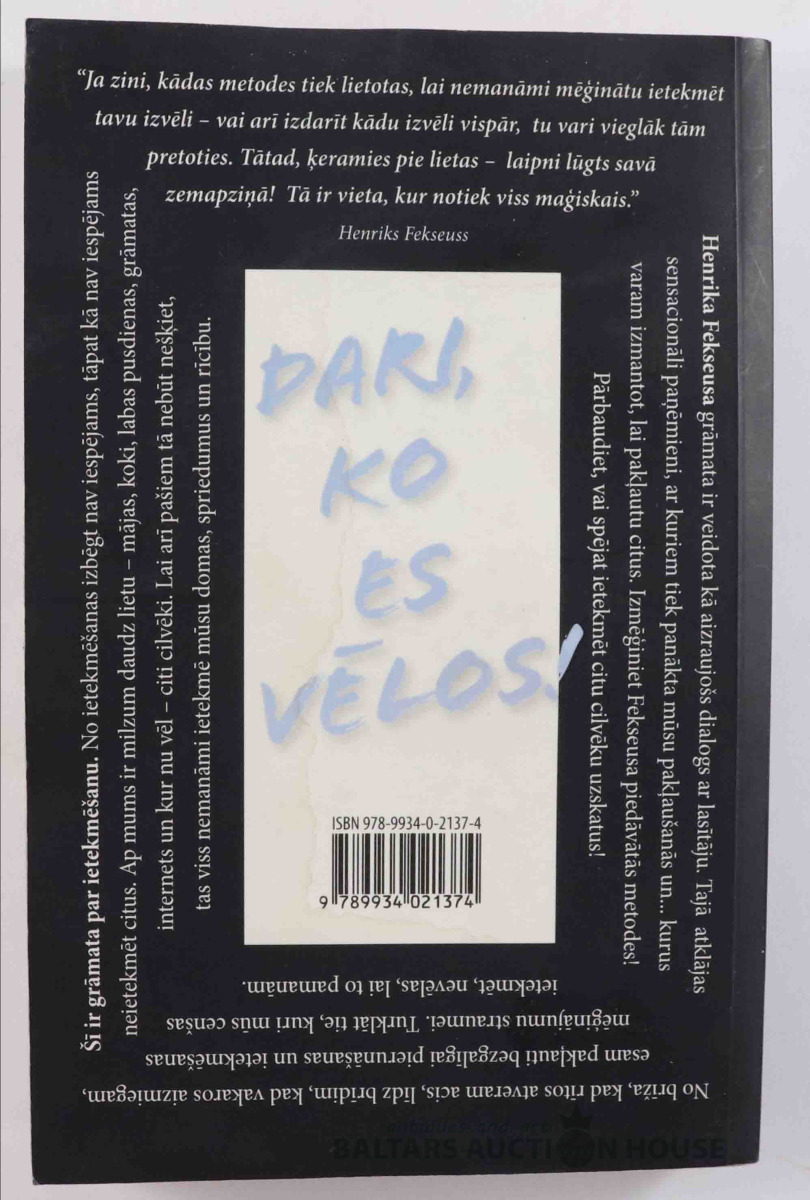 “Ja zini, kādas metodes tiek lietotas, lai nemanāmi mēģinātu ietekmēt
tavu izvēli – vai arī izdarīt kādu izvēli vispār, tu vari vieglāk tām
pretoties. Tātad, ķeramies pie lietas – laipni lūgts savā
zemapziņā! Tā ir vieta, kur notiek viss maģiskais.”
Henriks Fekseuss
Henrika Fekseusa grāmata ir veidota kā aizraujošs dialogs ar lasītāju. Tajā atklājas
sensacionāli paņēmieni, ar kuriem tiek panākta mūsu pakļaušanās un... kurus
varam izmantot, lai pakļautu citus. Izmēģiniet Fekseusa piedāvātās metodes!
Pārbaudiet, vai spējat ietekmēt citu cilvēku uzskatus!
No brīža, kad rītos atveram acis, līdz brīdim, kad vakaros aizmiegam,
esam pakļauti bezgalīgai pierunāšanas un ietekmēšanas
mēģinājumu straumei. Turklāt tie, kuri mūs cenšas
ietekmēt, nevēlas, lai to pamanām.
Šī ir grāmata par ietekmēšanu. No ietekmēšanas izbēgt nav iespējams, tāpat kā nav iespējams
neietekmēt citus. Ap mums ir milzum daudz lietu – mājas, koki, labas pusdienas, grāmatas,
internets un kur nu vēl – citi cilvēki. Lai arī pašiem tā nebūt nešķiet,
tas viss nemanāmi ietekmē mūsu domas, spriedumus un rīcību.
DARI,
KO
ES
VĒLOS!
ISBN 978-9934-0-2137-4
9 789934 021374
BALTARS AUCTION HOUSE